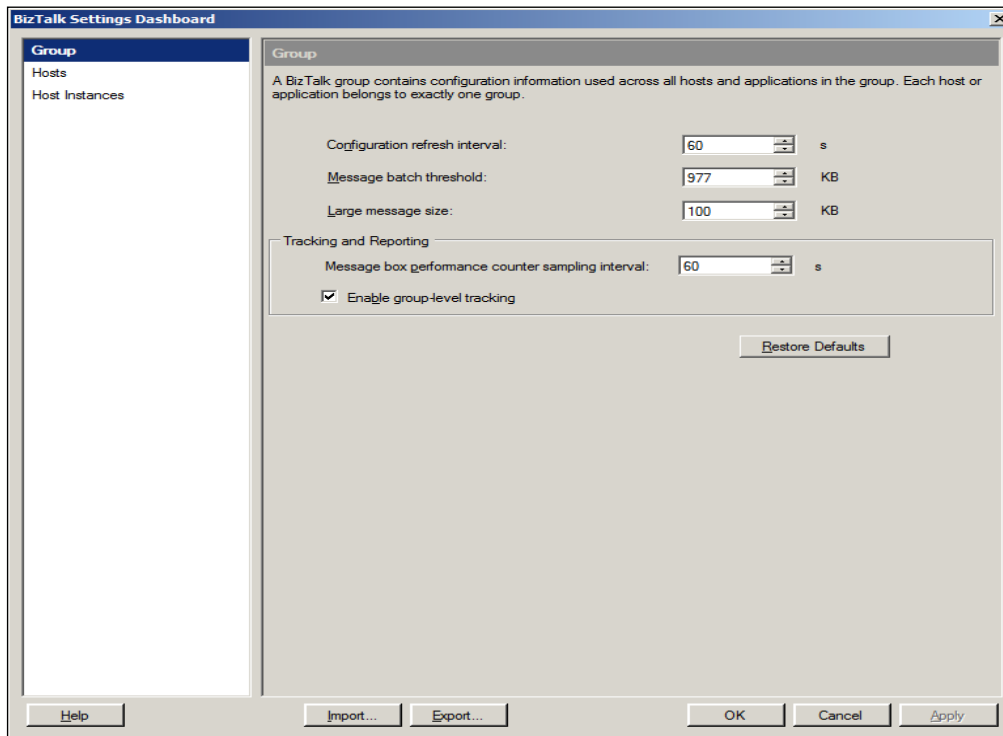 BizTalk Settings Dashboard
Group
Hosts
Host Instances
Group
A BizTalk group contains configuration information used across all hosts and applications in the group. Each host or
application belongs to exactly one group.
Configuration refresh interval: 60 s
Message batch threshold: 977 KB
Large message size: 100 KB
Tracking and Reporting
Message box performance counter sampling interval: 60 s
Enable group-level tracking
Restore Defaults
Help Import... Export... OK Cancel Apply